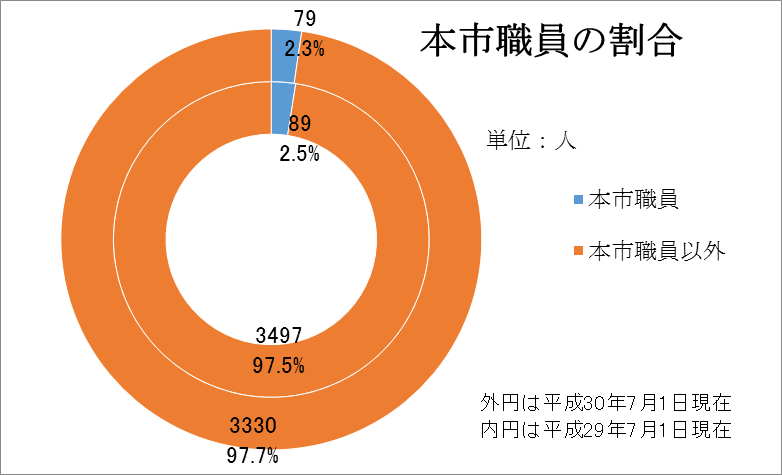 本市職員の割合
79
2.3%
89
2.5%
単位：人
本市職員
本市職員以外
3497
97.5%
3330
97.7%
外円は平成30年7月1日現在
内円は平成29年7月1日現在